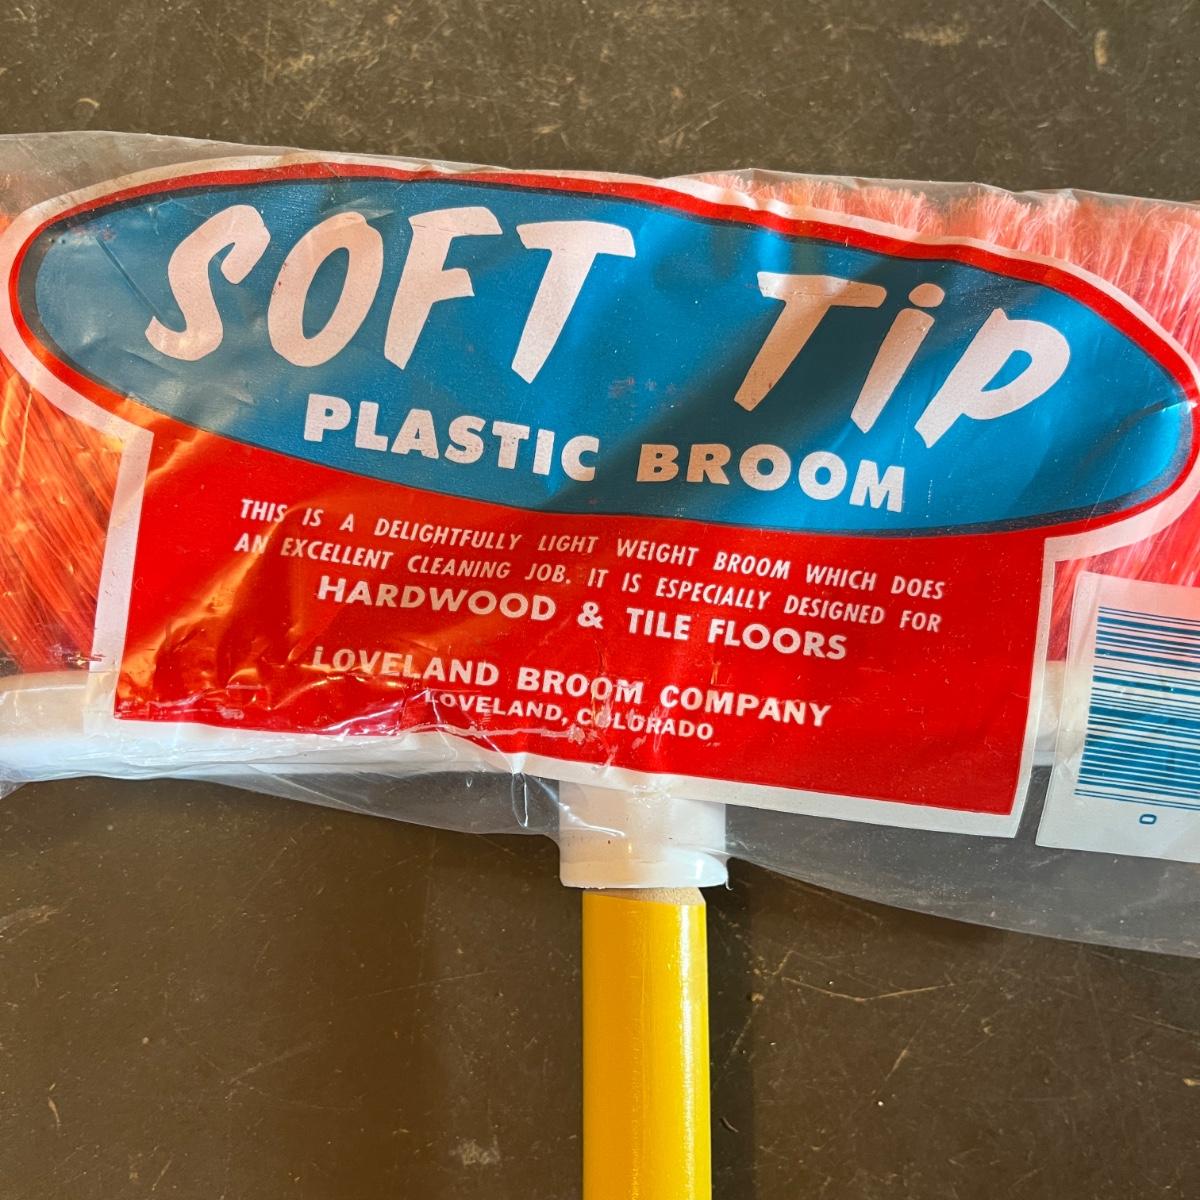 SOFT TiP
PLASTIC BROOM
THIS IS A DELIGHTFULLY LIGHT WEIGHT BROOM WHICH DOES
AN EXCELLENT CLEANING JOB. IT IS ESPECIALLY DESIGNED FOR
HARDWOOD & TILE FLOORS
LOVELAND BROOM COMPANY
LOVELAND, COLORADO
0